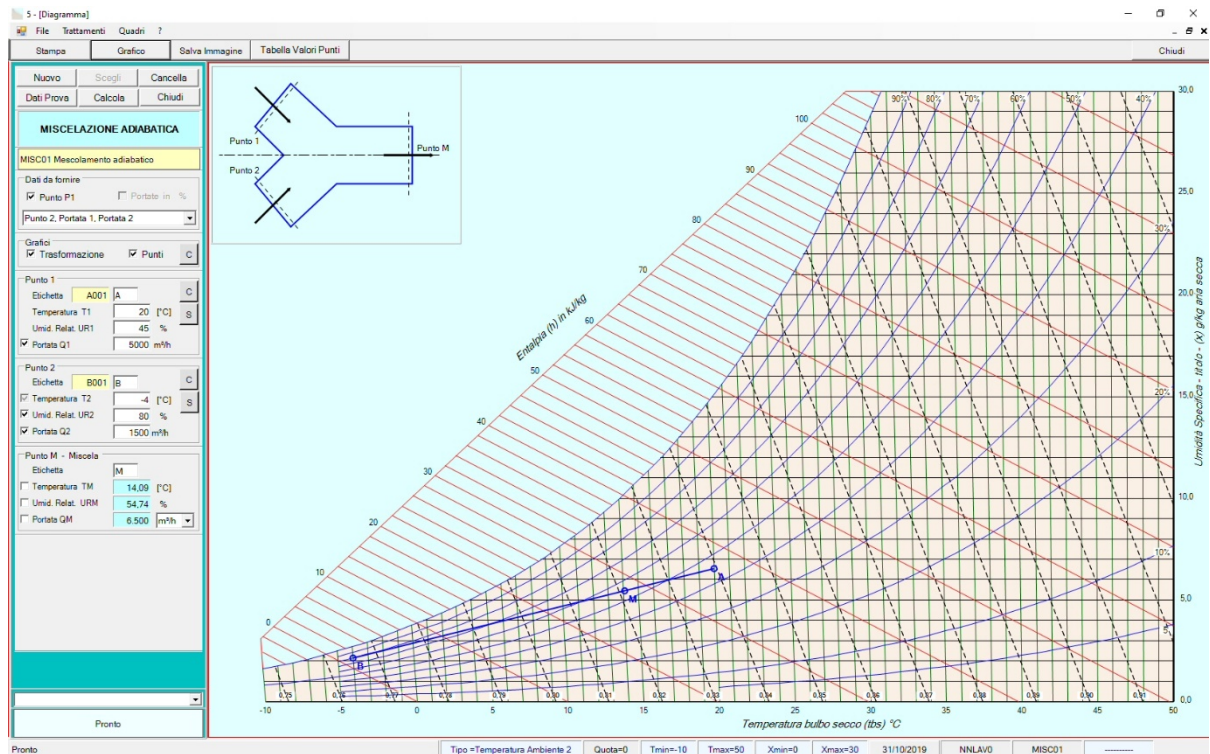 5 - [Diagramma]
File Trattamenti Quadri ?
Stampa Grafico Salva Immagine Tabella Valori Punti Chiudi
Nuovo Scegli Cancella
Dati Prova Calcola Chiudi
MISCELAZIONE ADIABATICA
MISC01 Mescolamento adiabatico
Dati da fornire
Punto P1 Portate in %
Punto 2, Portata 1, Portata 2
Grafici
Trasformazione Punti C
Punto 1
Etichetta A001 A C
Temperatura T1 20 [°C] S
Umid. Relat. UR1 45 %
Portata Q1 5000 m³/h
Punto 2
Etichetta B001 B C
Temperatura T2 -4 [°C] S
Umid. Relat. UR2 80 %
Portata Q2 1500 m³/h
Punto M - Miscela
Etichetta M
Temperatura TM 14,09 [°C]
Umid. Relat. URM 54,74 %
Portata QM 6.500 m³/h
Pronto
Punto 1
Punto 2
Punto M
90% 80% 70% 60% 50% 40%
30%
20%
10%
5%
100
90
80
70
60
50
40
30
20
10
0
Entalpia (h) in kJ/kg
A
M
B
30,0
25,0
20,0
15,0
10,0
5,0
0,0
Umidità Specifica - titolo - (x) g/kg aria secca
0,75 0,76 0,77 0,78 0,79 0,80 0,81 0,82 0,83 0,84 0,85 0,86 0,87 0,88 0,89 0,90 0,91
-10 -5 0 5 10 15 20 25 30 35 40 45 50
Temperatura bulbo secco (tbs) °C
Pronto Tipo =Temperatura Ambiente 2 Quota=0 Tmin=-10 Tmax=50 Xmin=0 Xmax=30 31/10/2019 NNLAV0 MISC01 ----------